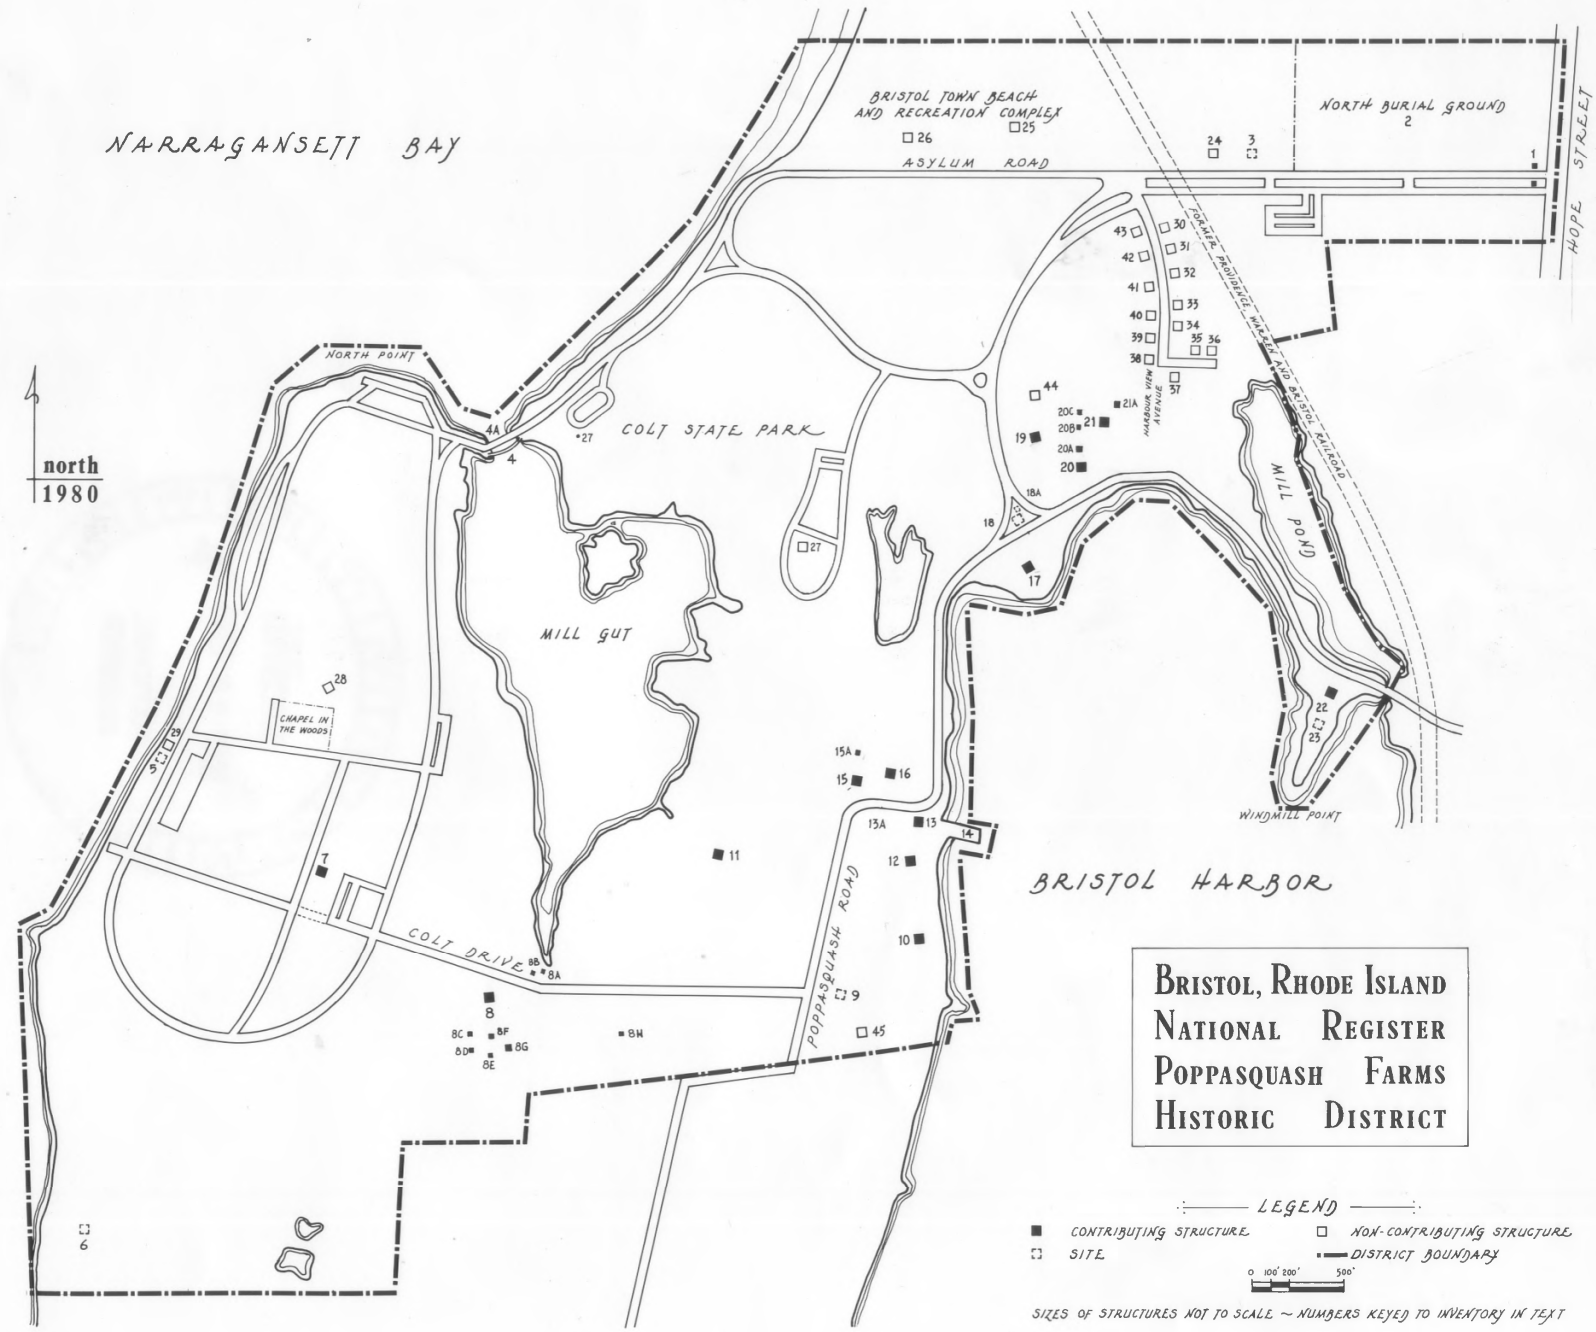 NARRAGANSETT BAY
BRISTOL TOWN BEACH
AND RECREATION COMPLEX
26
25
ASYLUM ROAD
24
3
NORTH BURIAL GROUND
2
1
HOPE STREET
FORMER PROVIDENCE, WARREN AND BRISTOL RAILROAD
43
42
41
40
39
38
30
31
32
33
34
35
36
37
HARBOUR VIEW
AVENUE
NORTH POINT
north
1980
4A
4
27
COLT STATE PARK
44
19
20C
20B
20A
20
21
21A
18A
18
17
27
MILL POND
MILL GUT
28
CHAPEL IN
THE WOODS
29
5
22
23
WINDMILL POINT
15A
15
16
13A
13
14
12
11
10
7
BRISTOL HARBOR
COLT DRIVE
POPPASQUASH ROAD
8B
8A
8
8C
8F
8D
8G
8E
8H
9
45
6
BRISTOL, RHODE ISLAND
NATIONAL REGISTER
POPPASQUASH FARMS
HISTORIC DISTRICT
LEGEND
CONTRIBUTING STRUCTURE
NON-CONTRIBUTING STRUCTURE
SITE
DISTRICT BOUNDARY
0 100' 200' 500'
SIZES OF STRUCTURES NOT TO SCALE ~ NUMBERS KEYED TO INVENTORY IN TEXT